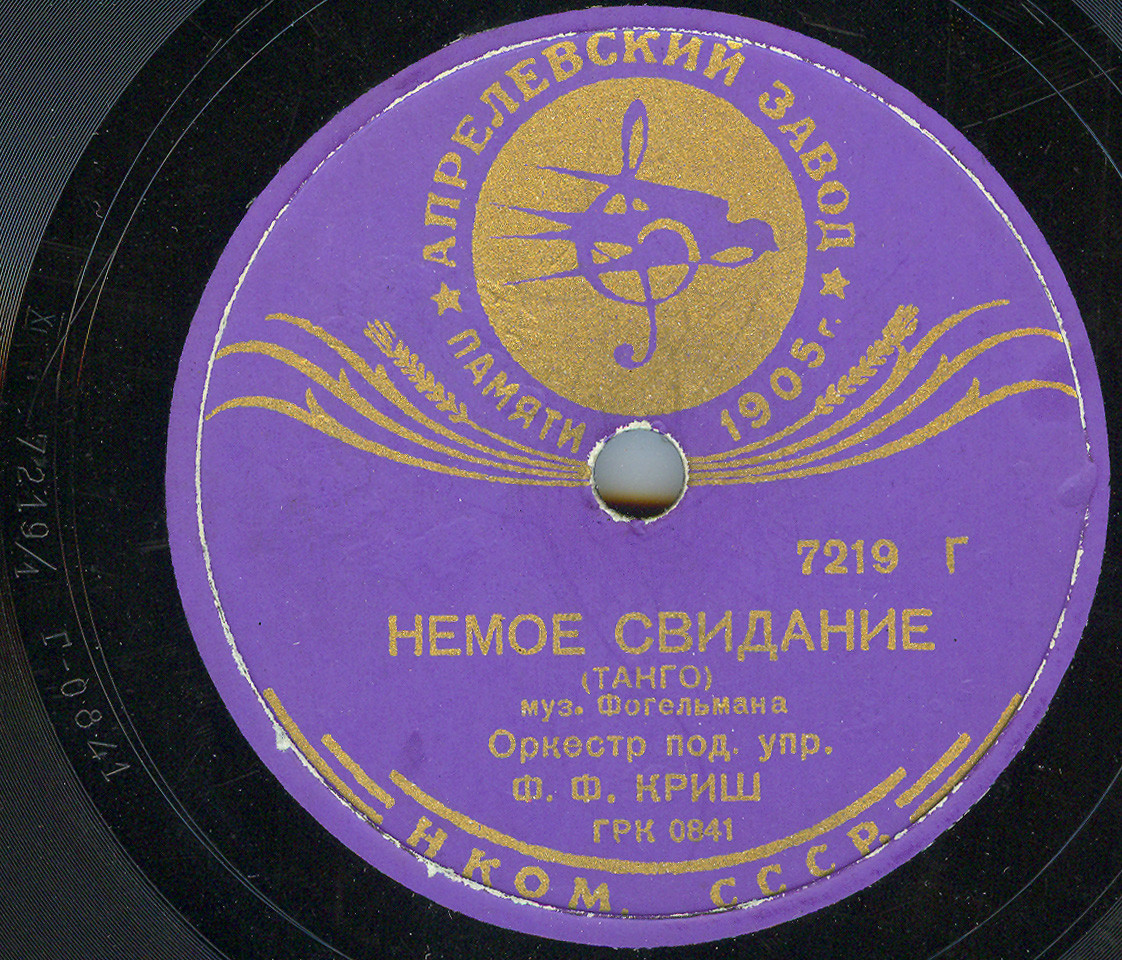 АПРЕЛЕВСКИЙ ЗАВОД
ПАМЯТИ 1905 г.
7219 Г
НЕМОЕ СВИДАНИЕ
(ТАНГО)
муз. Фогельмана
Оркестр под. упр.
Ф. Ф. КРИШ
ГРК 0841
НКОМ. СССР.
7219/1
Г-0841